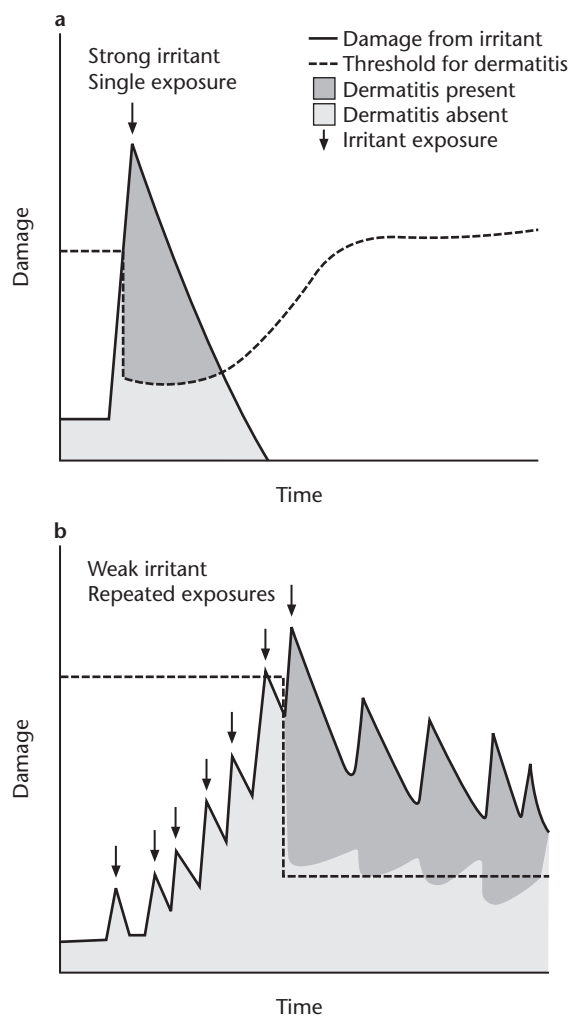 a
Strong irritant
Single exposure
Damage from irritant
Threshold for dermatitis
Dermatitis present
Dermatitis absent
Irritant exposure
Damage
Time
b
Weak irritant
Repeated exposures
Damage
Time